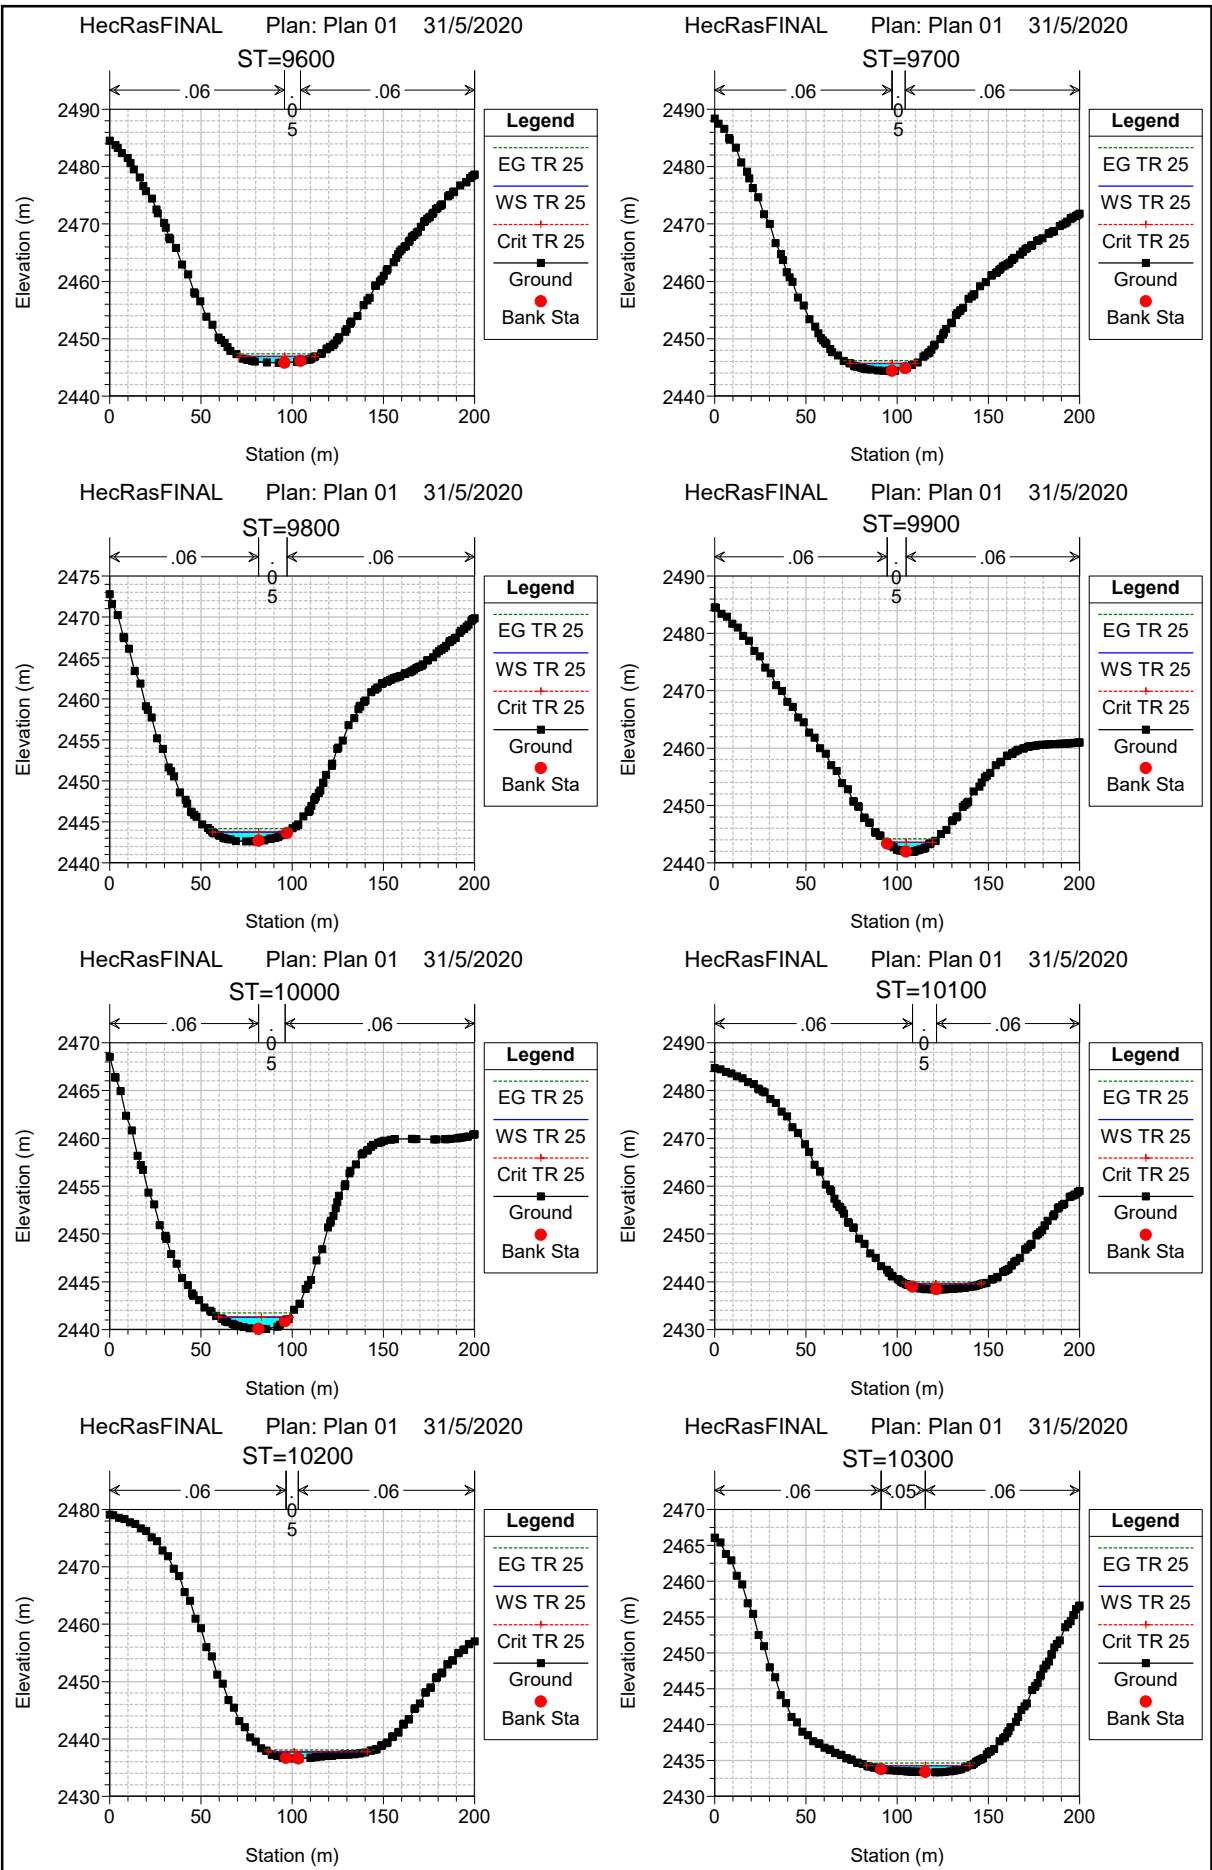 HecRasFINAL Plan: Plan 01 31/5/2020
ST=9600
.06 .05 .06
2490
2480
2470
2460
2450
2440
Elevation (m)
0 50 100 150 200
Station (m)
Legend
EG TR 25
WS TR 25
Crit TR 25
Ground
Bank Sta
HecRasFINAL Plan: Plan 01 31/5/2020
ST=9700
.06 .05 .06
2490
2480
2470
2460
2450
2440
Elevation (m)
0 50 100 150 200
Station (m)
Legend
EG TR 25
WS TR 25
Crit TR 25
Ground
Bank Sta
HecRasFINAL Plan: Plan 01 31/5/2020
ST=9800
.06 .05 .06
2475
2470
2465
2460
2455
2450
2445
2440
Elevation (m)
0 50 100 150 200
Station (m)
Legend
EG TR 25
WS TR 25
Crit TR 25
Ground
Bank Sta
HecRasFINAL Plan: Plan 01 31/5/2020
ST=9900
.06 .05 .06
2490
2480
2470
2460
2450
2440
Elevation (m)
0 50 100 150 200
Station (m)
Legend
EG TR 25
WS TR 25
Crit TR 25
Ground
Bank Sta
HecRasFINAL Plan: Plan 01 31/5/2020
ST=10000
.06 .05 .06
2470
2465
2460
2455
2450
2445
2440
Elevation (m)
0 50 100 150 200
Station (m)
Legend
EG TR 25
WS TR 25
Crit TR 25
Ground
Bank Sta
HecRasFINAL Plan: Plan 01 31/5/2020
ST=10100
.06 .05 .06
2490
2480
2470
2460
2450
2440
2430
Elevation (m)
0 50 100 150 200
Station (m)
Legend
EG TR 25
WS TR 25
Crit TR 25
Ground
Bank Sta
HecRasFINAL Plan: Plan 01 31/5/2020
ST=10200
.06 .05 .06
2480
2470
2460
2450
2440
2430
Elevation (m)
0 50 100 150 200
Station (m)
Legend
EG TR 25
WS TR 25
Crit TR 25
Ground
Bank Sta
HecRasFINAL Plan: Plan 01 31/5/2020
ST=10300
.06 .05 .06
2470
2465
2460
2455
2450
2445
2440
2435
2430
Elevation (m)
0 50 100 150 200
Station (m)
Legend
EG TR 25
WS TR 25
Crit TR 25
Ground
Bank Sta